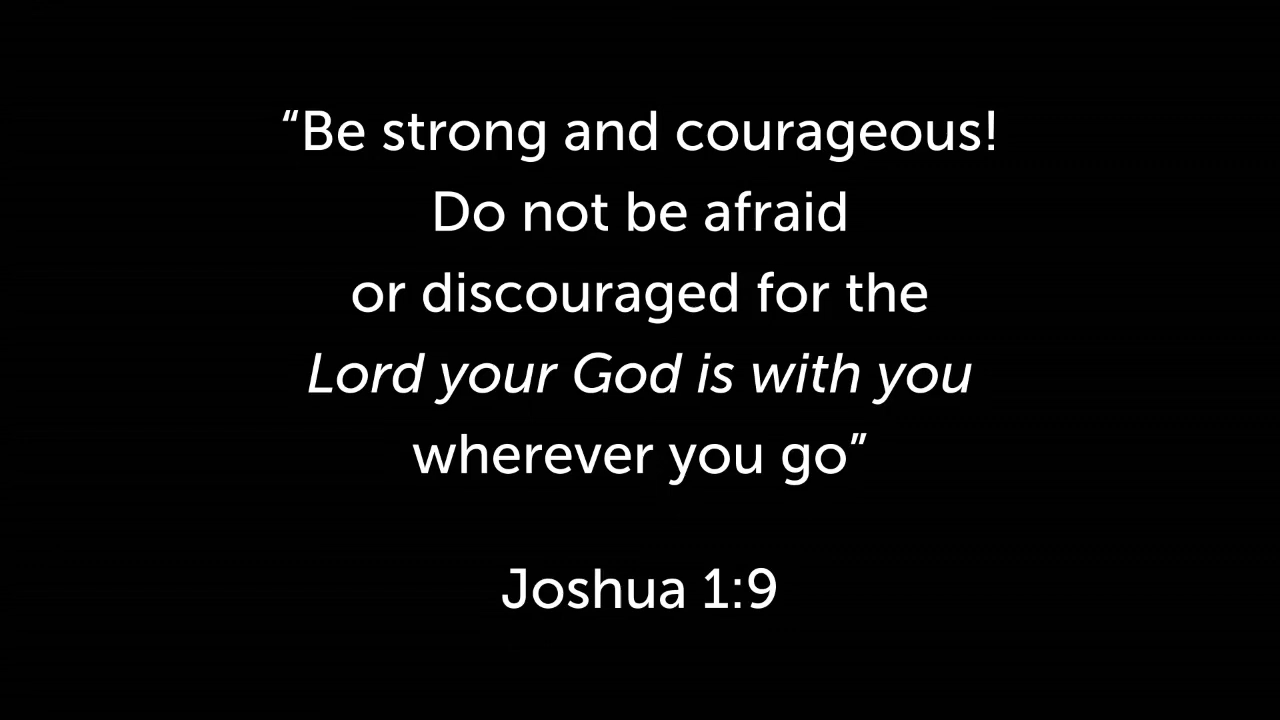 “Be strong and courageous!
Do not be afraid
or discouraged for the
Lord your God is with you
wherever you go”
Joshua 1:9